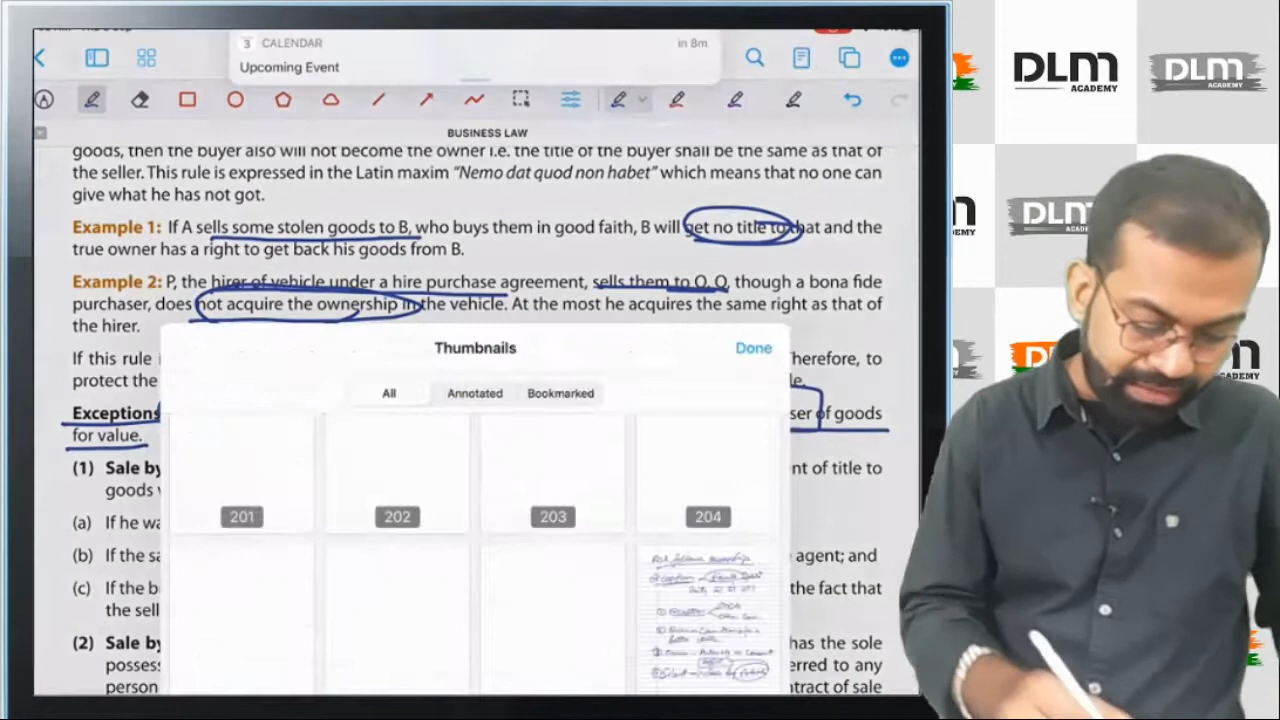 3 CALENDAR
in 8m
Upcoming Event
BUSINESS LAW
goods, then the buyer also will not become the owner i.e. the title of the buyer shall be the same as that of
the seller. This rule is expressed in the Latin maxim "Nemo dat quod non habet" which means that no one can
give what he has not got.
Example 1: If A sells some stolen goods to B, who buys them in good faith, B will get no title to that and the
true owner has a right to get back his goods from B.
Example 2: P, the hirer of vehicle under a hire purchase agreement, sells them to Q. Q, though a bona fide
purchaser, does not acquire the ownership in the vehicle. At the most he acquires the same right as that of
the hirer.
If this rule
Therefore, to
protect the
Thumbnails
Done
All
Annotated
Bookmarked
Exceptions
of goods
for value.
(1) Sale by
nt of title to
goods
(a) If he wa
(b) If the sa
agent; and
(c) If the b
the fact that
the sell
(2) Sale by
has the sole
possess
erred to any
person
ntract of sale
201
202
203
204
DLM
ACADEMY
DLM
ACADEMY